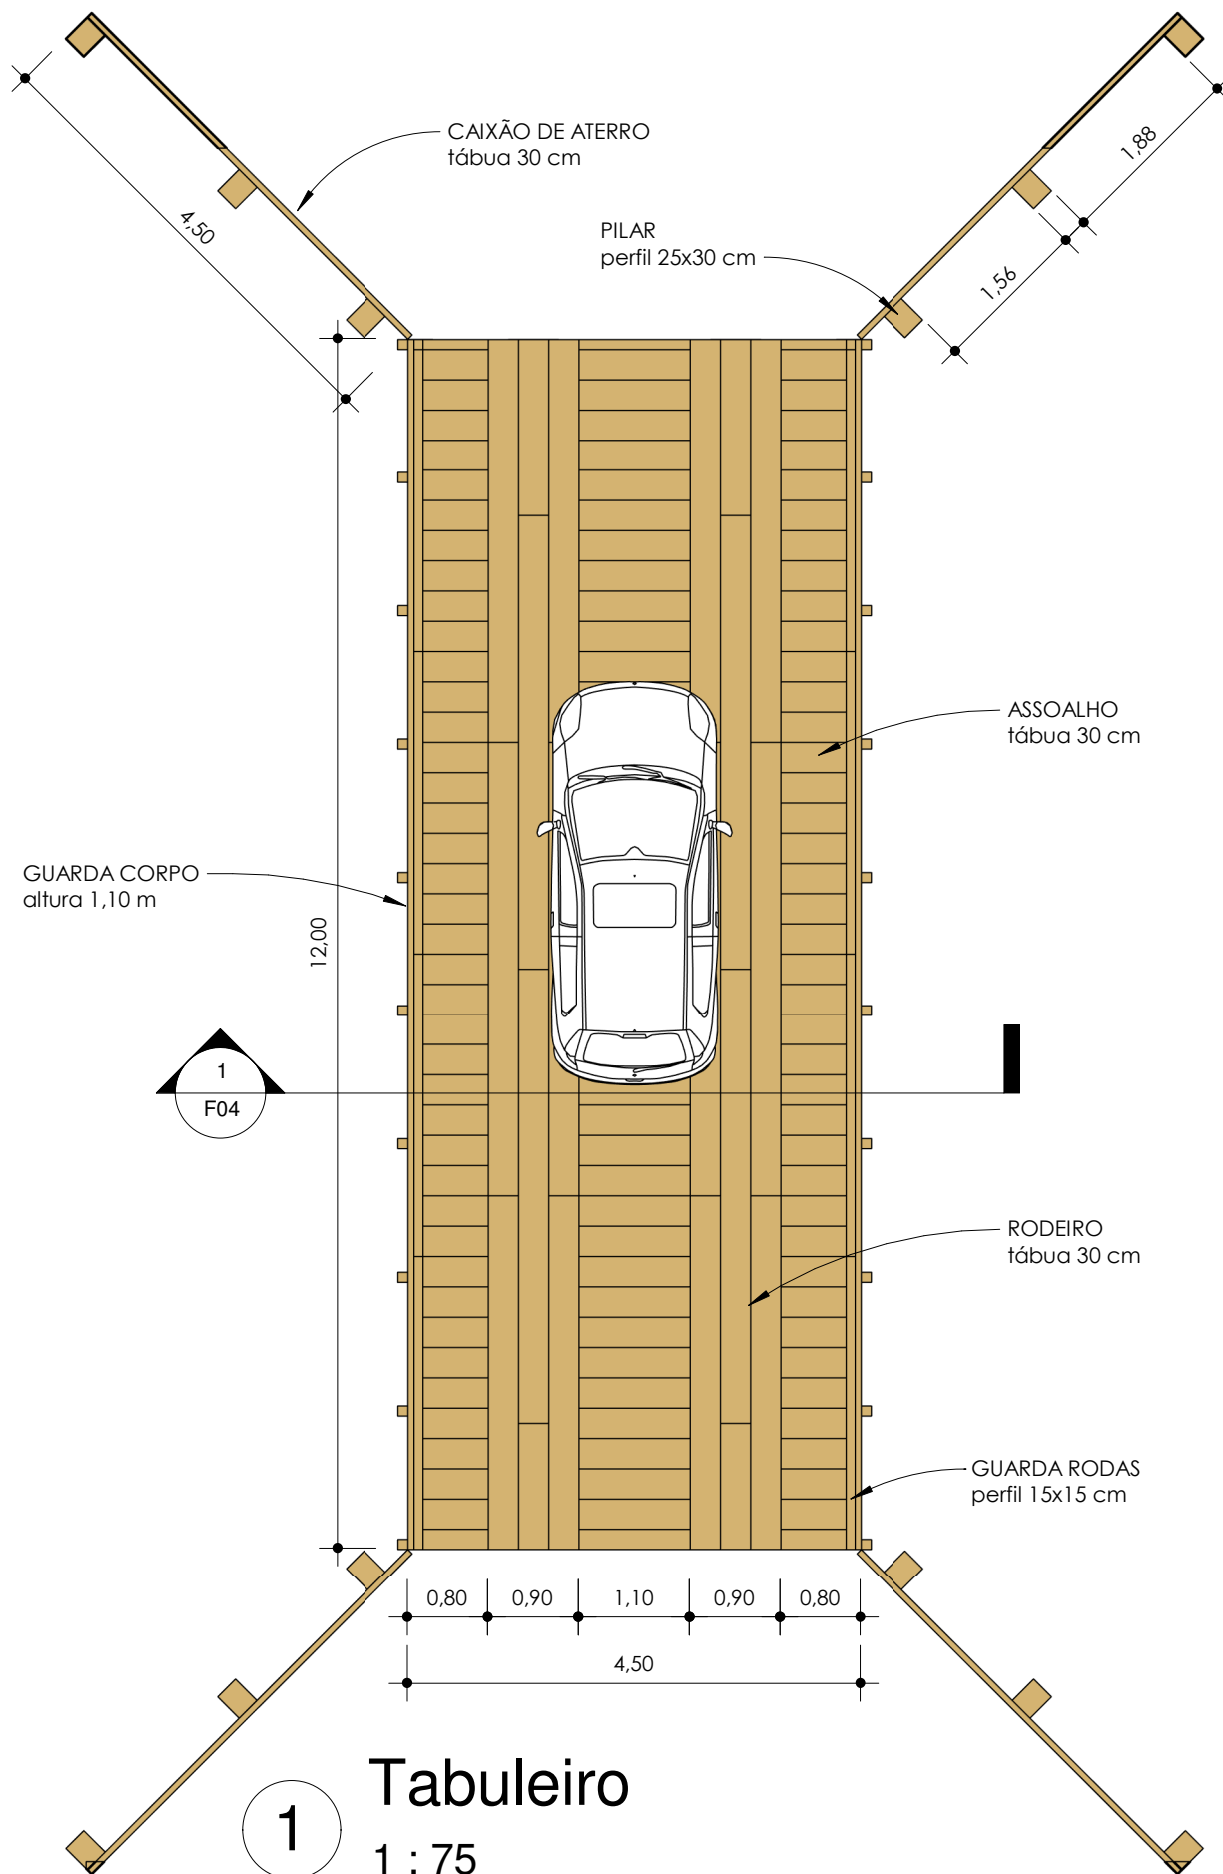 CAIXÃO DE ATERRO
tábua 30 cm
1,88
4,50
PILAR
perfil 25x30 cm
1,56
ASSOALHO
tábua 30 cm
GUARDA CORPO
altura 1,10 m
12,00
1
F04
RODEIRO
tábua 30 cm
GUARDA RODAS
perfil 15x15 cm
0,80 0,90 1,10 0,90 0,80
4,50
1
Tabuleiro
1 : 75